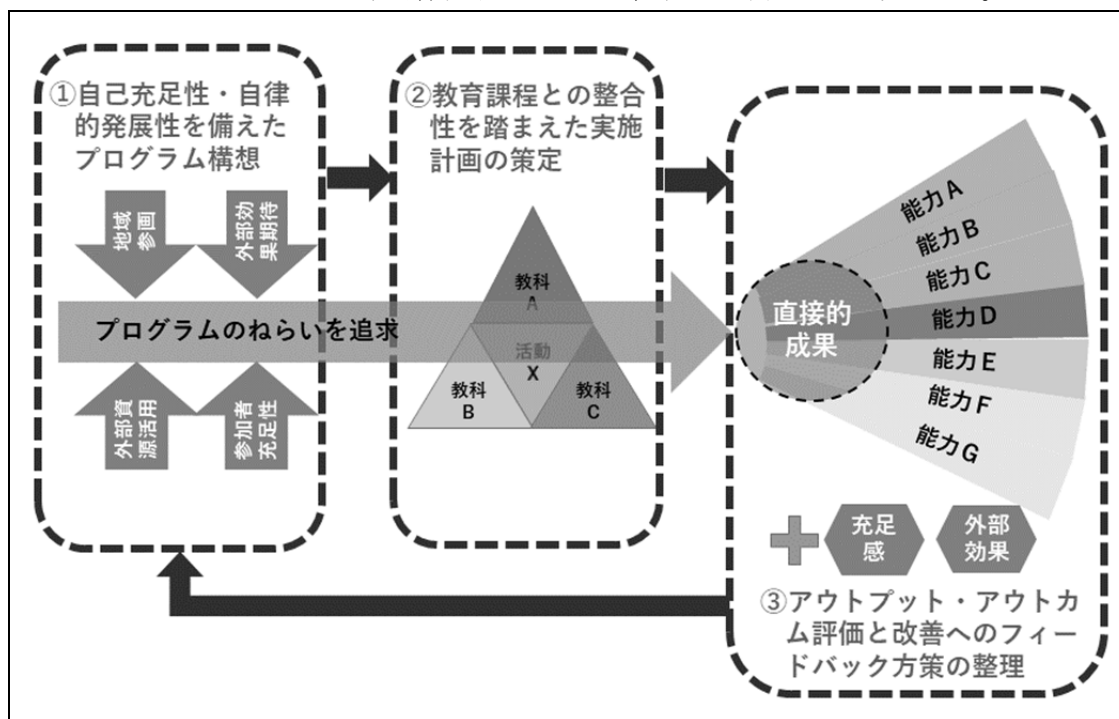 ①自己充足性・自律
的発展性を備えた
プログラム構想
地域
参画
外部効
果期待
プログラムのねらいを追求
外部資
源活用
参加者
充足性
②教育課程との整合
性を踏まえた実施
計画の策定
教科
A
活動
X
教科
B
教科
C
能力A
能力B
能力C
能力D
能力E
能力F
能力G
直接的
成果
充足
感
外部
効果
③アウトプット・アウトカ
ム評価と改善へのフィー
ドバック方策の整理